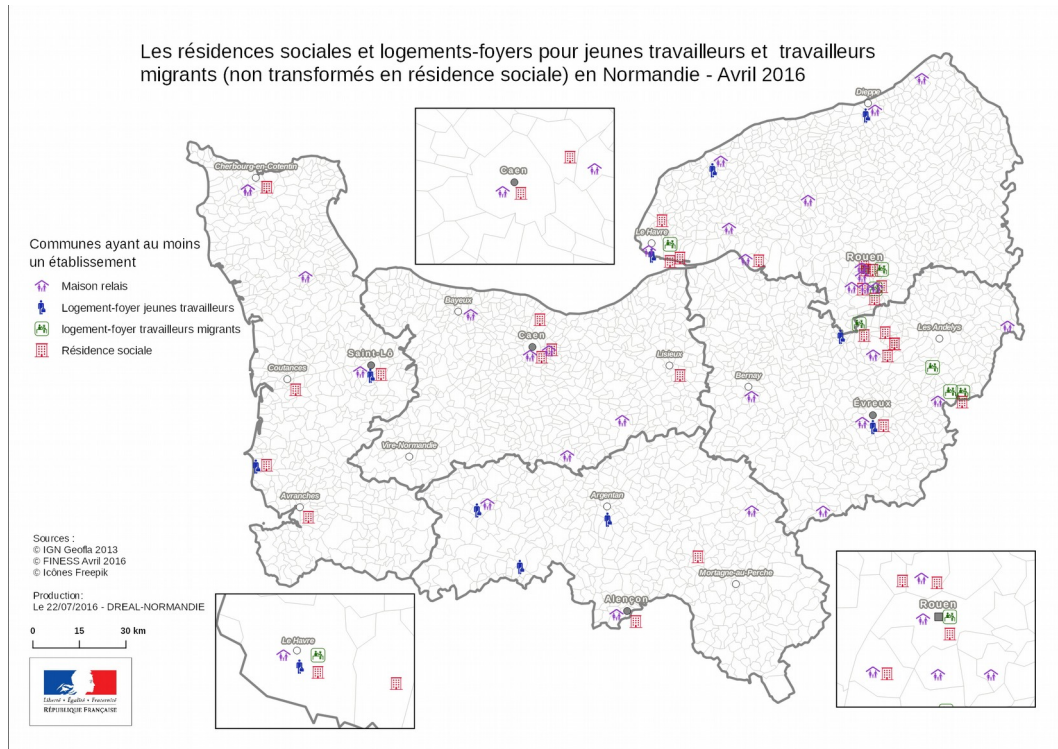 Les résidences sociales et logements-foyers pour jeunes travailleurs et travailleurs
migrants (non transformés en résidence sociale) en Normandie - Avril 2016
Dieppe
Caen
Cherbourg-en-Cotentin
Le Havre
Communes ayant au moins
un établissement
Maison relais
Logement-foyer jeunes travailleurs
logement-foyer travailleurs migrants
Résidence sociale
Rouen
Bayeux
Caen
Les Andelys
Saint-Lô
Lisieux
Coutances
Bernay
Évreux
Vire-Normandie
Avranches
Argentan
Sources :
© IGN Geofla 2013
© FINESS Avril 2016
© Icônes Freepik
Production:
Le 22/07/2016 - DREAL-NORMANDIE
0 15 30 km
Mortagne-au-Perche
Alençon
Rouen
Le Havre
Liberté • Égalité • Fraternité
RÉPUBLIQUE FRANÇAISE